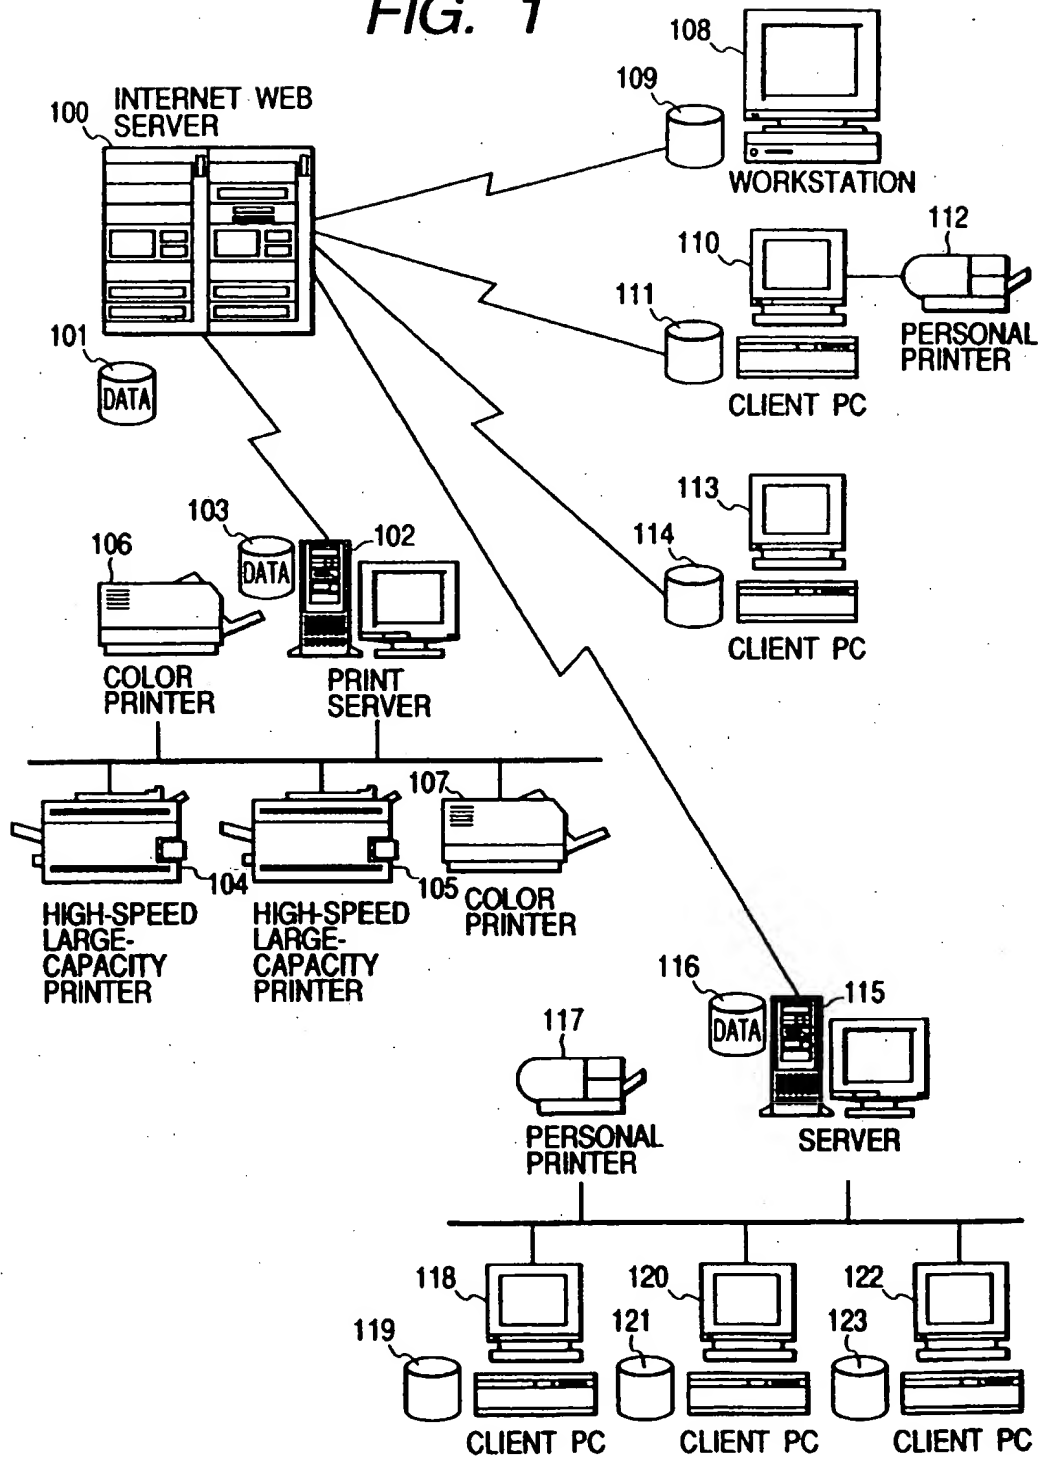 FIG. 1
108
109
INTERNET WEB
SERVER
100
WORKSTATION
112
110
111
PERSONAL
PRINTER
101
DATA
CLIENT PC
113
103
102
114
106
DATA
CLIENT PC
COLOR
PRINTER
PRINT
SERVER
107
104
105
HIGH-SPEED
LARGE-
CAPACITY
PRINTER
HIGH-SPEED
LARGE-
CAPACITY
PRINTER
COLOR
PRINTER
116
115
DATA
117
PERSONAL
PRINTER
SERVER
118
120
122
119
121
123
CLIENT PC
CLIENT PC
CLIENT PC